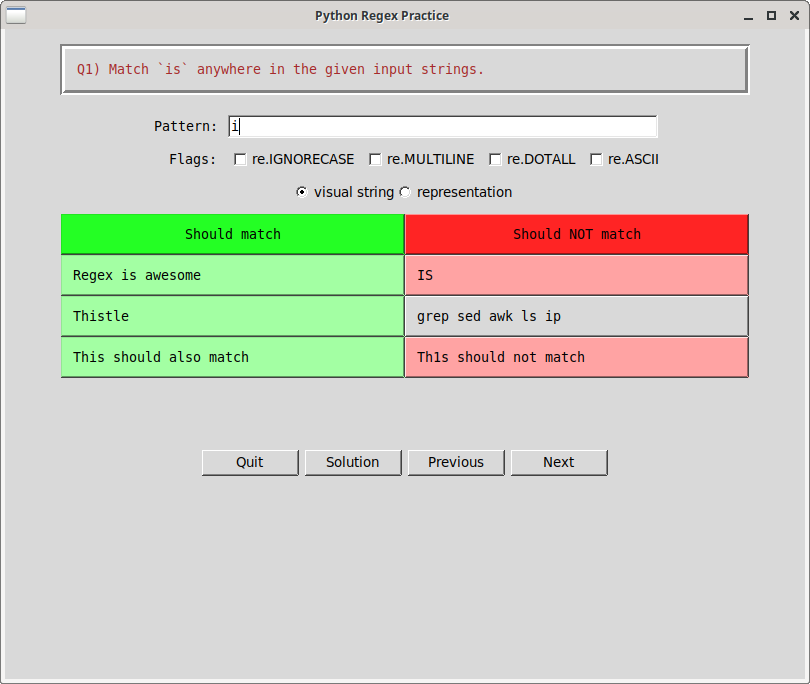 Python Regex Practice
Q1) Match `is` anywhere in the given input strings.
Pattern: i
Flags: re.IGNORECASE re.MULTILINE re.DOTALL re.ASCII
visual string representation
Should match Should NOT match
Regex is awesome IS
Thistle grep sed awk ls ip
This should also match Th1s should not match
Quit Solution Previous Next